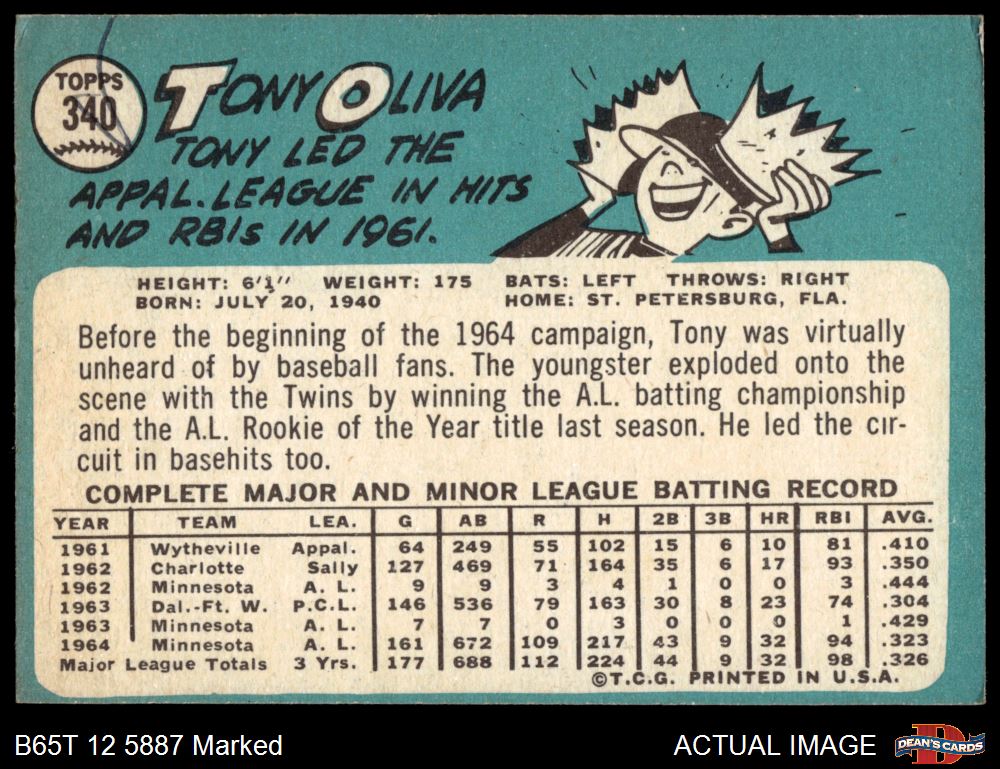 TOPPS
340
TONY OLIVA
TONY LED THE
APPAL. LEAGUE IN HITS
AND RBIs IN 1961.
HEIGHT: 6'1" WEIGHT: 175 BATS: LEFT THROWS: RIGHT
BORN: JULY 20, 1940 HOME: ST. PETERSBURG, FLA.
Before the beginning of the 1964 campaign, Tony was virtually
unheard of by baseball fans. The youngster exploded onto the
scene with the Twins by winning the A.L. batting championship
and the A.L. Rookie of the Year title last season. He led the cir-
cuit in basehits too.
COMPLETE MAJOR AND MINOR LEAGUE BATTING RECORD
YEAR TEAM LEA. G AB R H 2B 3B HR RBI AVG.
1961 Wytheville Appal. 64 249 55 102 15 6 10 81 .410
1962 Charlotte Sally 127 469 71 164 35 6 17 93 .350
1962 Minnesota A. L. 9 9 3 4 1 0 0 3 .444
1963 Dal.-Ft. W. P.C.L. 146 536 79 163 30 8 23 74 .304
1963 Minnesota A. L. 7 7 0 3 0 0 0 1 .429
1964 Minnesota A. L. 161 672 109 217 43 9 32 94 .323
Major League Totals 3 Yrs. 177 688 112 224 44 9 32 98 .326
©T.C.G. PRINTED IN U.S.A.
B65T 12 5887 Marked
ACTUAL IMAGE
DEAN'S CARDS